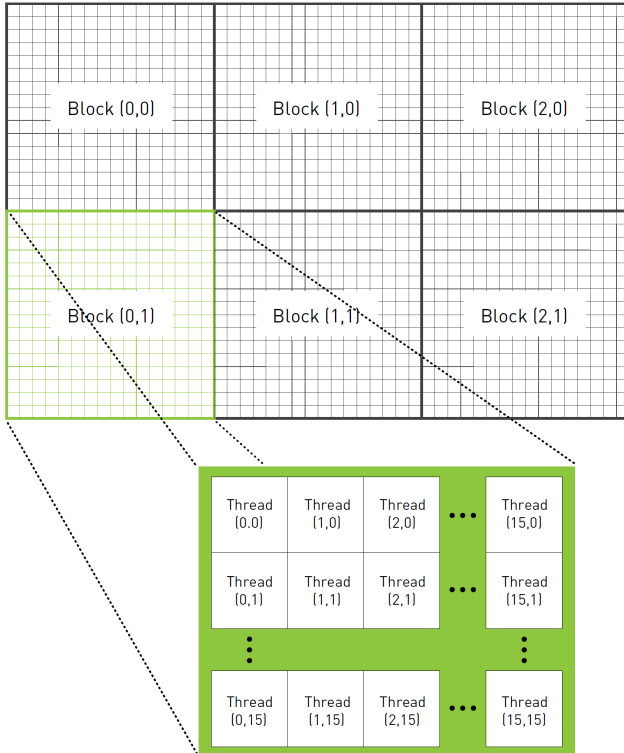 Block (0,0) Block (1,0) Block (2,0)
Block (0,1) Block (1,1) Block (2,1)
Thread Thread Thread ••• Thread
(0.0) (1,0) (2,0) (15,0)
Thread Thread Thread ••• Thread
(0,1) (1,1) (2,1) (15,1)
Thread Thread Thread ••• Thread
(0,15) (1,15) (2,15) (15,15)